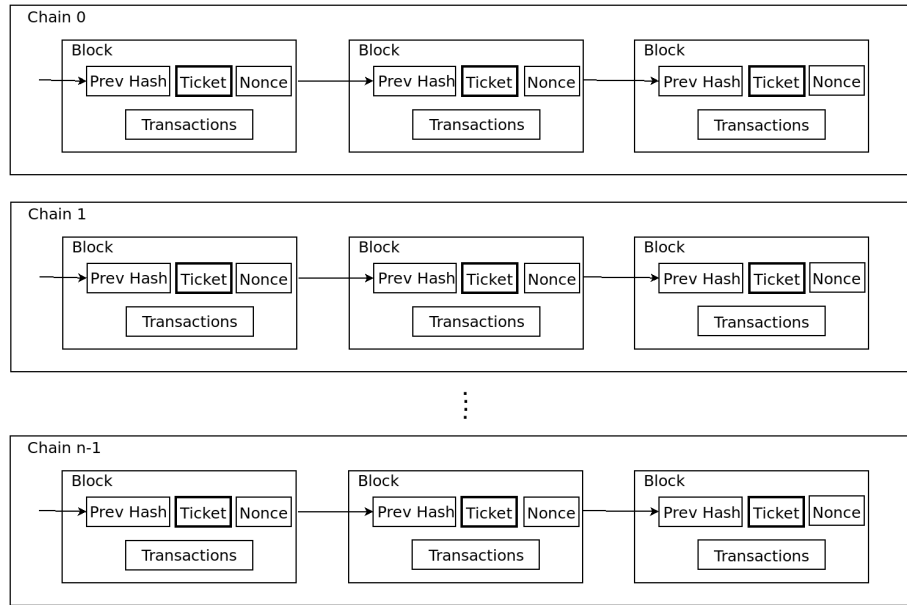 Chain 0
Block Block Block
Prev Hash Ticket Nonce Prev Hash Ticket Nonce Prev Hash Ticket Nonce
Transactions Transactions Transactions
Chain 1
Block Block Block
Prev Hash Ticket Nonce Prev Hash Ticket Nonce Prev Hash Ticket Nonce
Transactions Transactions Transactions
Chain n-1
Block Block Block
Prev Hash Ticket Nonce Prev Hash Ticket Nonce Prev Hash Ticket Nonce
Transactions Transactions Transactions